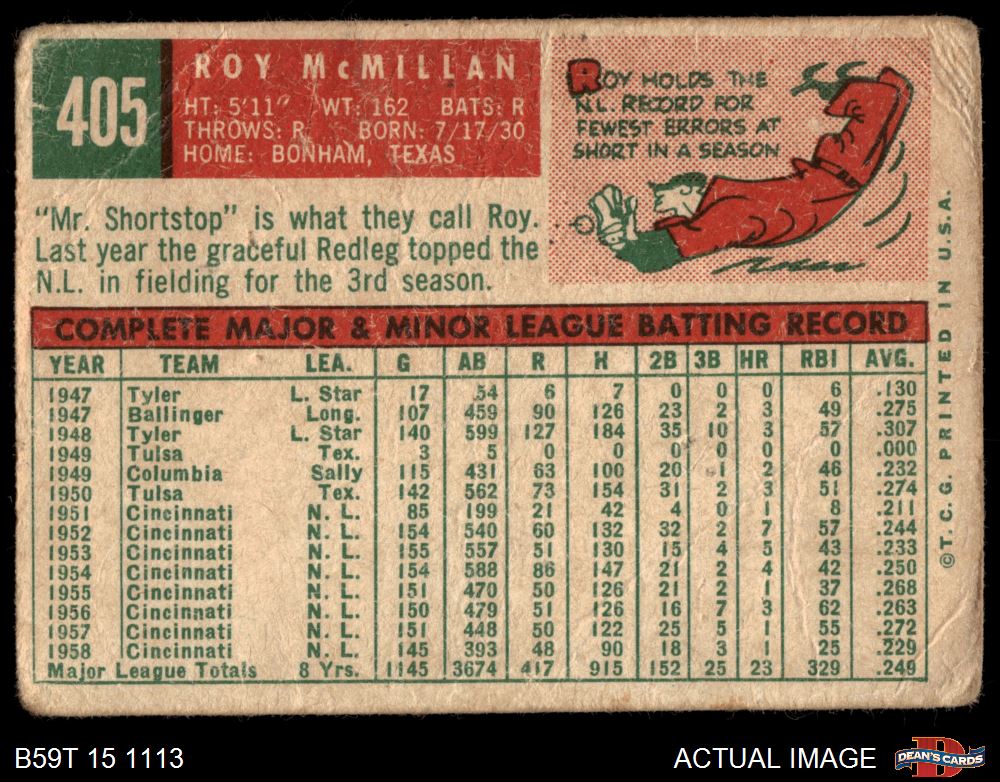 405
ROY McMILLAN
HT: 5'11" WT: 162 BATS: R
THROWS: R BORN: 7/17/30
HOME: BONHAM, TEXAS
ROY HOLDS THE
N.L. RECORD FOR
FEWEST ERRORS AT
SHORT IN A SEASON
"Mr. Shortstop" is what they call Roy.
Last year the graceful Redleg topped the
N.L. in fielding for the 3rd season.
COMPLETE MAJOR & MINOR LEAGUE BATTING RECORD
YEAR TEAM LEA. G AB R H 2B 3B HR RBI AVG.
1947 Tyler L. Star 17 54 6 7 0 0 0 6 .130
1947 Ballinger Long. 107 459 90 126 23 2 3 49 .275
1948 Tyler L. Star 140 599 127 184 35 10 3 57 .307
1949 Tulsa Tex. 3 5 0 0 0 0 0 0 .000
1949 Columbia Sally 115 431 63 100 20 1 2 46 .232
1950 Tulsa Tex. 142 562 73 154 31 2 3 51 .274
1951 Cincinnati N. L. 85 199 21 42 4 0 1 8 .211
1952 Cincinnati N. L. 154 540 60 132 32 2 7 57 .244
1953 Cincinnati N. L. 155 557 51 130 15 4 5 43 .233
1954 Cincinnati N. L. 154 588 86 147 21 2 4 42 .250
1955 Cincinnati N. L. 151 470 50 126 21 2 1 37 .268
1956 Cincinnati N. L. 150 479 51 126 16 7 3 62 .263
1957 Cincinnati N. L. 151 448 50 122 25 5 1 55 .272
1958 Cincinnati N. L. 145 393 48 90 18 3 1 25 .229
Major League Totals 8 Yrs. 1145 3674 417 915 152 25 23 329 .249
©T.C.G. PRINTED IN U.S.A.
B59T 15 1113
ACTUAL IMAGE
DEAN'S CARDS